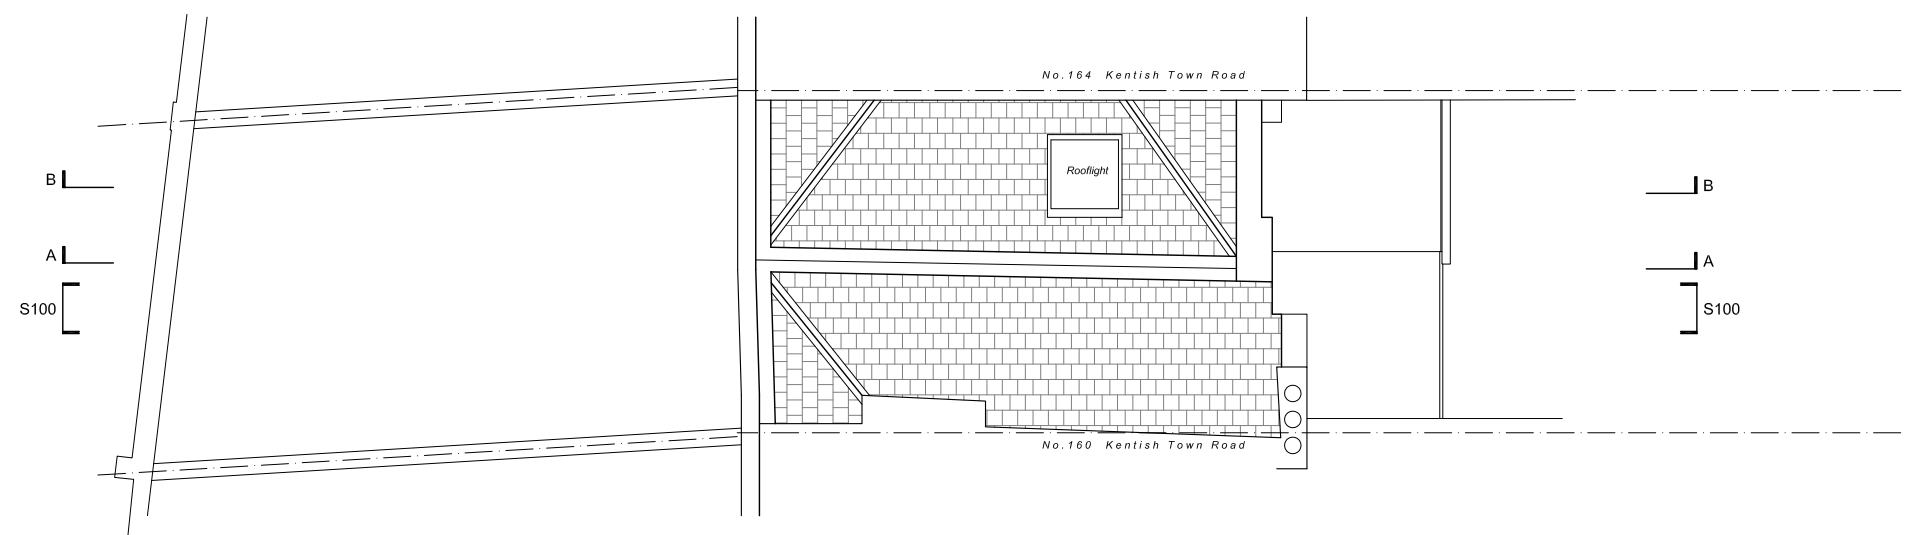 No.164 Kentish Town Road
Rooflight
B
B
A
A
S100
S100
No.160 Kentish Town Road